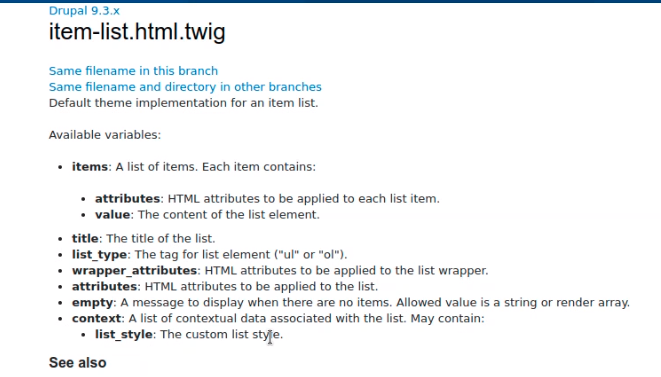 Drupal 9.3.x
item-list.html.twig
Same filename in this branch
Same filename and directory in other branches
Default theme implementation for an item list.
Available variables:
• items: A list of items. Each item contains:
• attributes: HTML attributes to be applied to each list item.
• value: The content of the list element.
• title: The title of the list.
• list_type: The tag for list element ("ul" or "ol").
• wrapper_attributes: HTML attributes to be applied to the list wrapper.
• attributes: HTML attributes to be applied to the list.
• empty: A message to display when there are no items. Allowed value is a string or render array.
• context: A list of contextual data associated with the list. May contain:
• list_style: The custom list style.
See also